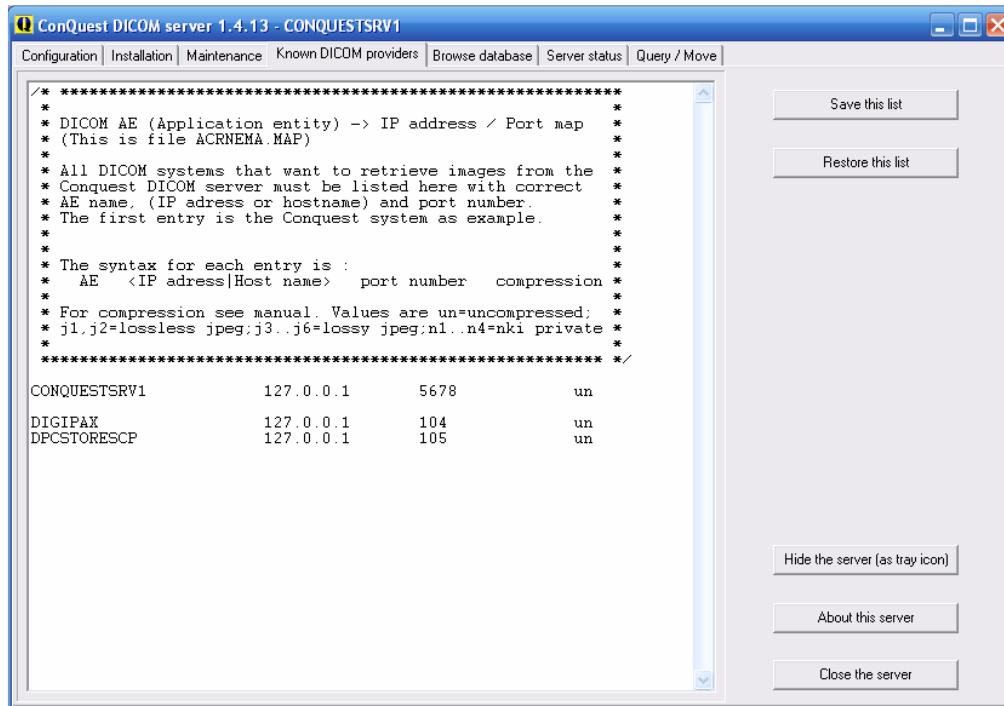 ConQuest DICOM server 1.4.13 - CONQUESTSRV1
Configuration Installation Maintenance Known DICOM providers Browse database Server status Query / Move
/* **********************************************************
* *
* DICOM AE (Application entity) -> IP address / Port map *
* (This is file ACRNEMA.MAP) *
* *
* All DICOM systems that want to retrieve images from the *
* Conquest DICOM server must be listed here with correct *
* AE name, (IP adress or hostname) and port number. *
* The first entry is the Conquest system as example. *
* *
* *
* The syntax for each entry is : *
* AE <IP adress|Host name> port number compression *
* *
* For compression see manual. Values are un=uncompressed; *
* j1,j2=lossless jpeg;j3..j6=lossy jpeg;n1..n4=nki private *
* *
********************************************************** */
CONQUESTSRV1 127.0.0.1 5678 un
DIGIPAX 127.0.0.1 104 un
DPCSTORESCP 127.0.0.1 105 un
Save this list
Restore this list
Hide the server (as tray icon)
About this server
Close the server